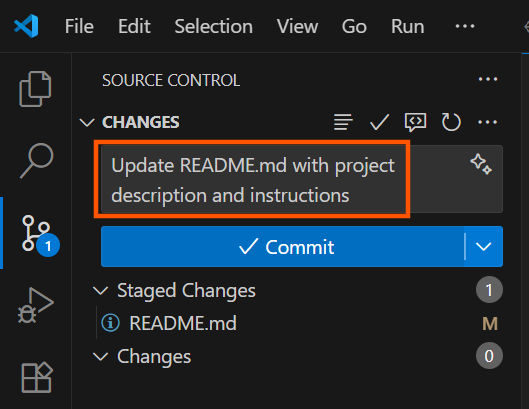 File Edit Selection View Go Run ···
SOURCE CONTROL ···
CHANGES ···
Update README.md with project
description and instructions
Commit
1
Staged Changes 1
README.md M
Changes 0